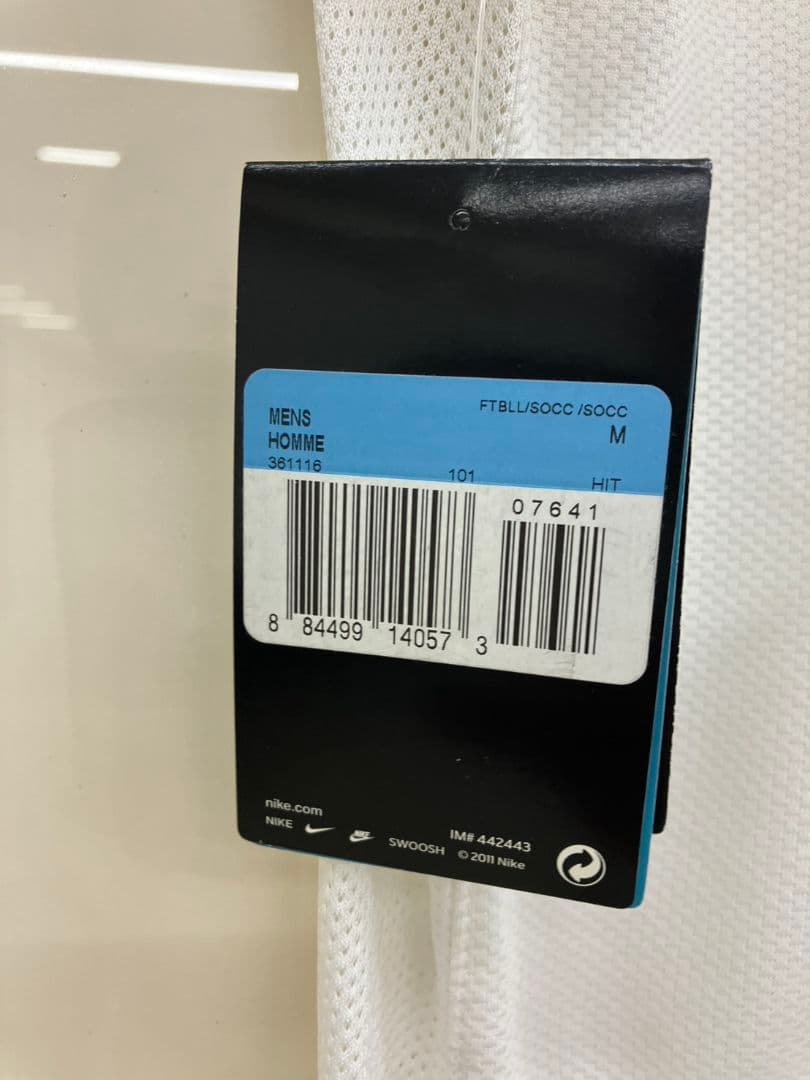 MENS
HOMME
FTBLL/SOCC /SOCC
M
361116 101 HIT
07641
8 84499 14057 3
nike.com
NIKE
NIKE
SWOOSH
IM# 442443
© 2011 Nike